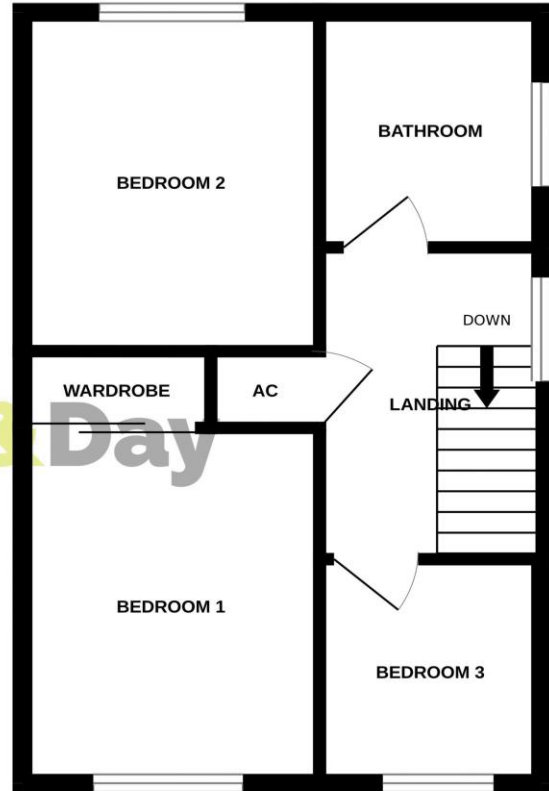 BATHROOM
BEDROOM 2
DOWN
WARDROBE
AC
LANDING
&Day
BEDROOM 1
BEDROOM 3